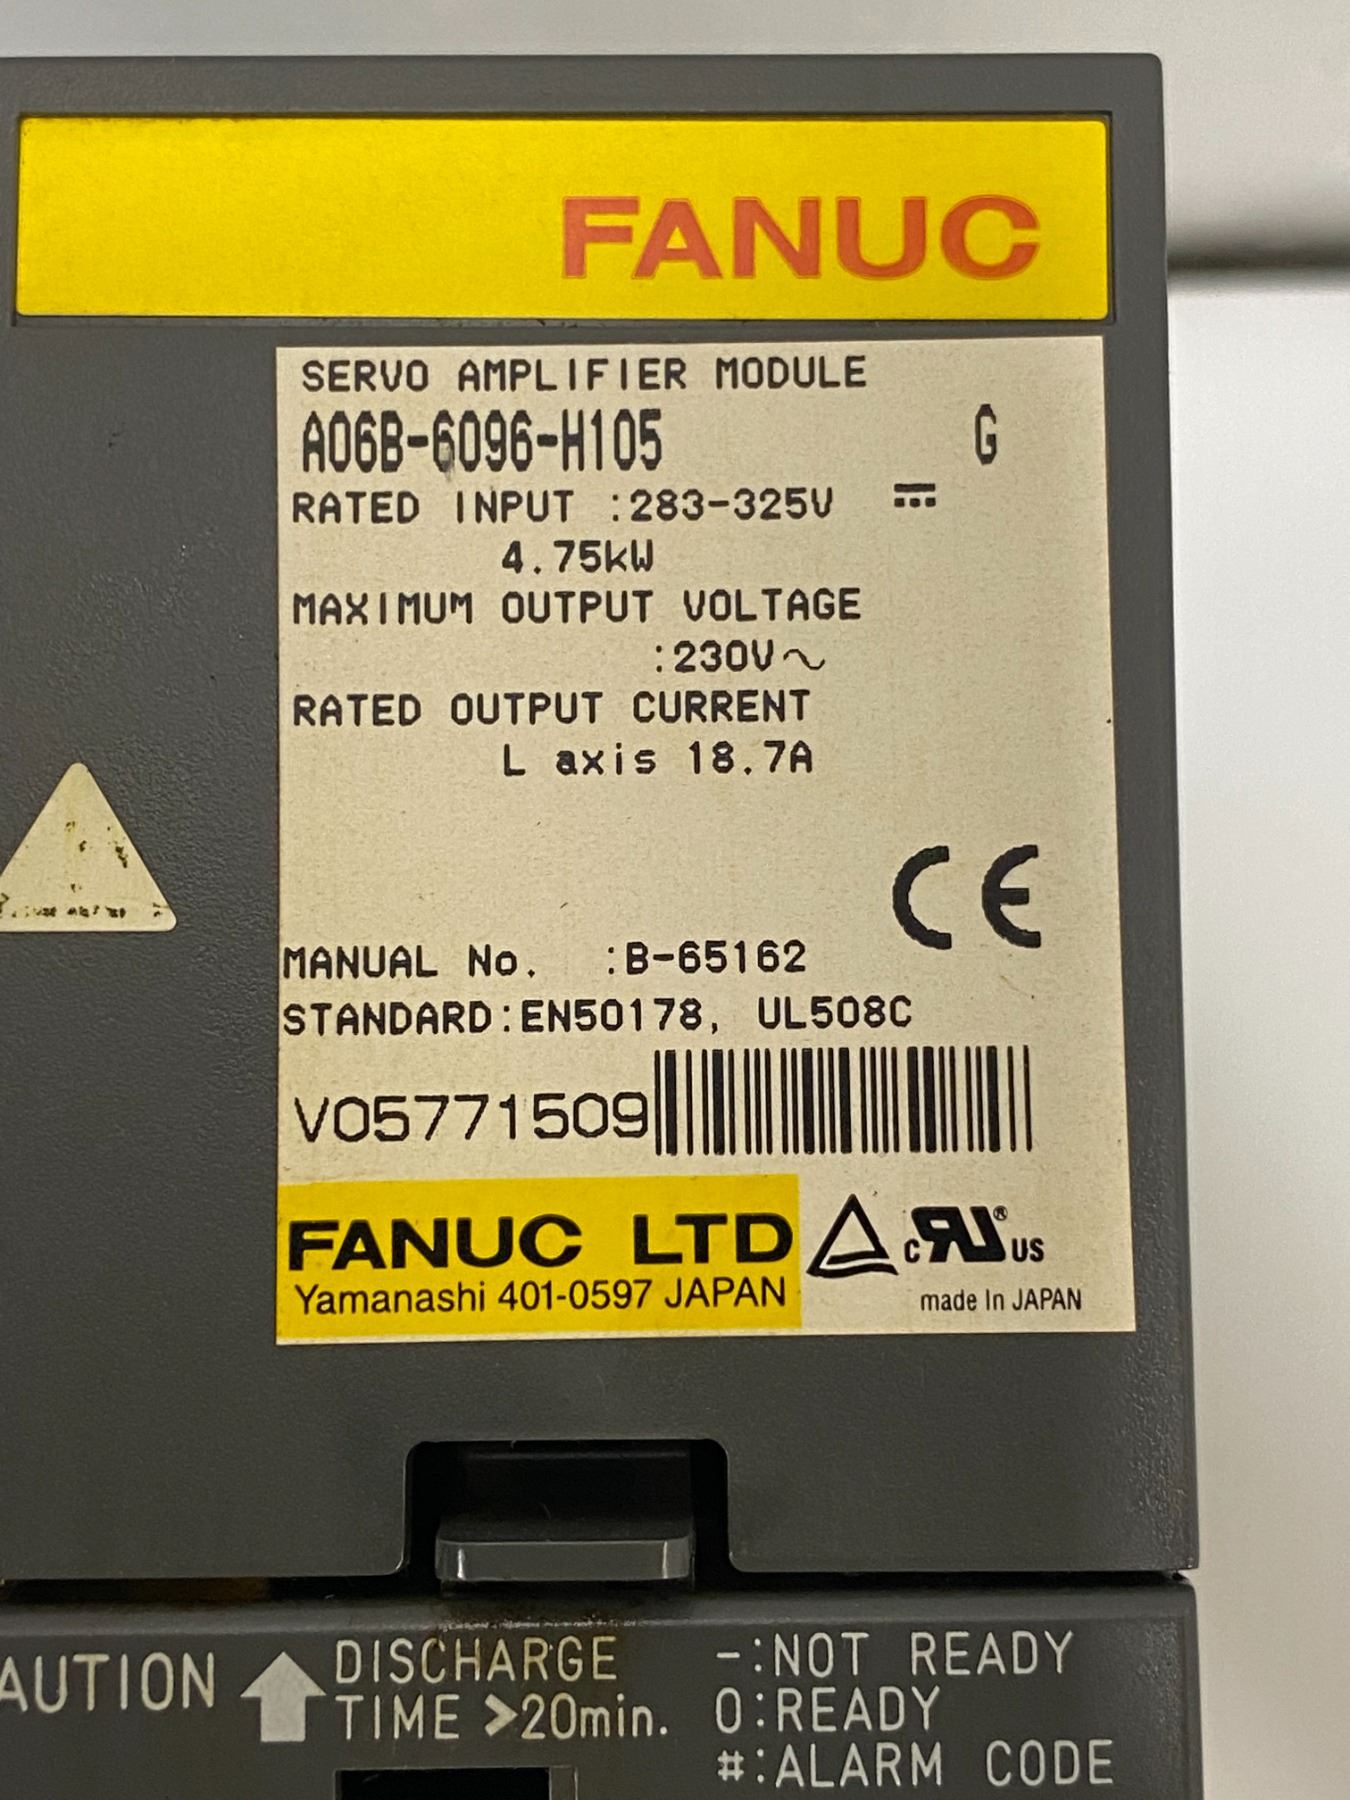 FANUC
SERVO AMPLIFIER MODULE
A06B-6096-H105 G
RATED INPUT :283-325V ⎓
4.75kW
MAXIMUM OUTPUT VOLTAGE
:230V~
RATED OUTPUT CURRENT
L axis 18.7A
CE
MANUAL No. :B-65162
STANDARD:EN50178, UL508C
V05771509
FANUC LTD
Yamanashi 401-0597 JAPAN
c RU ® US
made In JAPAN
AUTION
DISCHARGE
TIME >20min.
-:NOT READY
0:READY
#:ALARM CODE